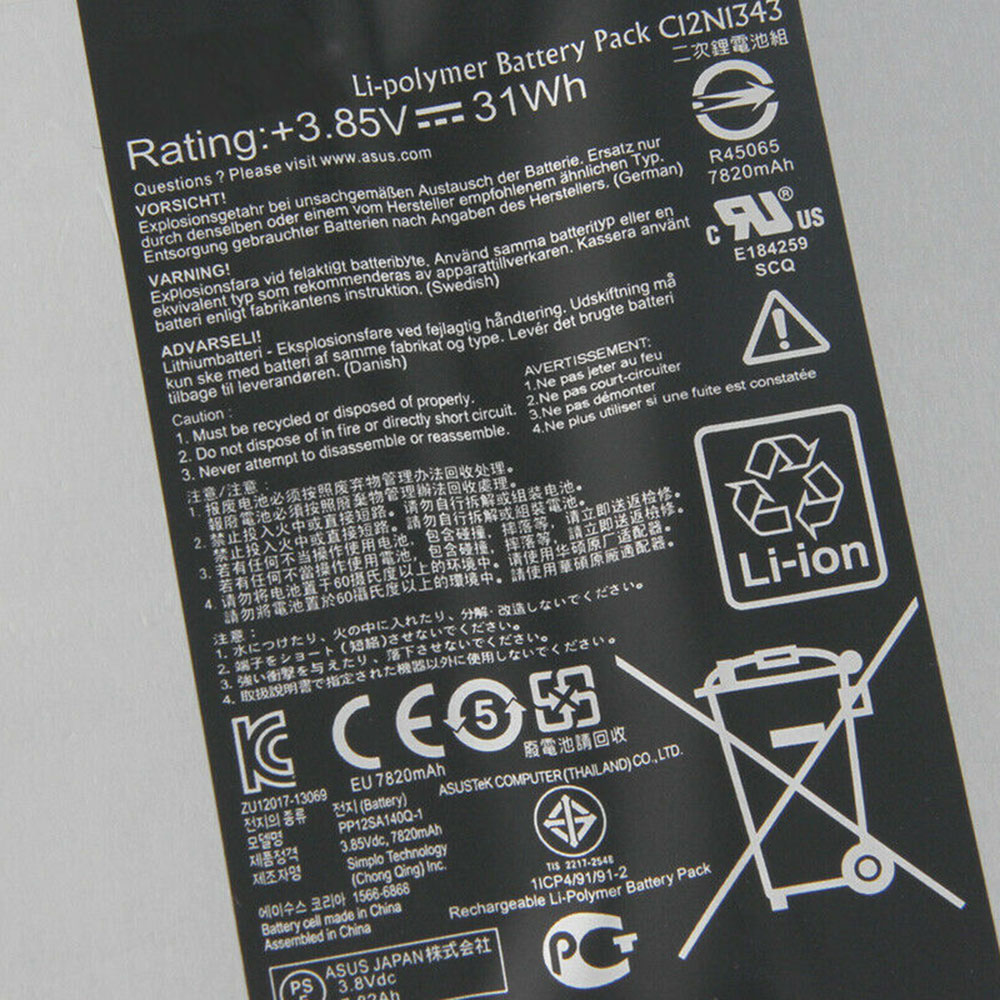 Li-polymer Battery Pack C12N1343
二次鋰電池組
Rating:+3.85V⎓31Wh
Questions ? Please visit www.asus.com
R45065
7820mAh
VORSICHT!
Explosionsgetahr bei unsachgemäßen Austausch der Batterie. Ersatz nur
durch denselben oder einem vom Hersteller empfohlenem ähnlichen Typ.
Entsorgung gebrauchter Batterien nach Angaben des Herstellers. (German)
C RU® US
E184259
SCQ
WARNING!
Explosionsfara vid felaktigt batteribyte. Använd samma batterityp eller en
ekvivalent typ som rekommenderas av apparattillverkaren. Kassera använt
batteri enligt fabrikantens instruktion. (Swedish)
ADVARSELI!
Lithiumbatteri - Eksplosionsfare ved fejlagtig håndtering. Udskiftning må
kun ske med batteri af samme fabrikat og type. Levér det brugte batteri
tilbage til leverandøren. (Danish)
AVERTISSEMENT:
1.Ne pas jeter au feu
2.Ne pas court-circuiter
3.Ne pas démonter
4.Ne plus utiliser si une fuite est constatée
Caution :
1. Must be recycled or disposed of properly.
2. Do not dispose of in fire or directly short circuit.
3. Never attempt to disassemble or reassemble.
注意/注意:
1. 报废电池必须按照废弃物管理办法回收处理。
報廢電池必須按照廢棄物管理辦法回收處理。
2. 禁止投入火中或直接短路。请勿自行拆解或组装电池。
禁止投入火中或直接短路。請勿自行拆解或組裝電池。
3. 若有任何不当操作使用电池,包含碰撞,摔落等,请立即送返检修。
若有任何不當操作使用電池,包含碰撞,摔落等,請立即送返檢修。
4. 请勿将电池置于60摄氏度以上的环境中。请使用华硕原厂适配器。
請勿將電池置於60攝氏度以上的環境中。請使用華碩原廠適配器。
注意:
1. 水につけたり、火の中に入れたり、分解・改造しないでください。
2. 端子をショート(短絡)させないでください。
3. 強い衝撃を与えたり、落下させないでください。
4. 取扱説明書で指定された機器以外に使用しないでください。
Li-ion
CE
5
EU 7820mAh
廢電池請回收
ASUSTeK COMPUTER (THAILAND) CO., LTD.
ZU12017-13069
전지의 종류 전지 (Battery)
모델명 PP12SA140Q-1
제품정격 3.85Vdc, 7820mAh
제조자명 Simplo Technology
(Chong Qing) Inc.
에이수스 코리아 1566-6868
Battery cell made in China
Assembled in China
TIS 2217-2548
1ICP4/91/91-2
Rechargeable Li-Polymer Battery Pack
PS
E
ASUS JAPAN 株式会社
3.8Vdc
7.82Ah